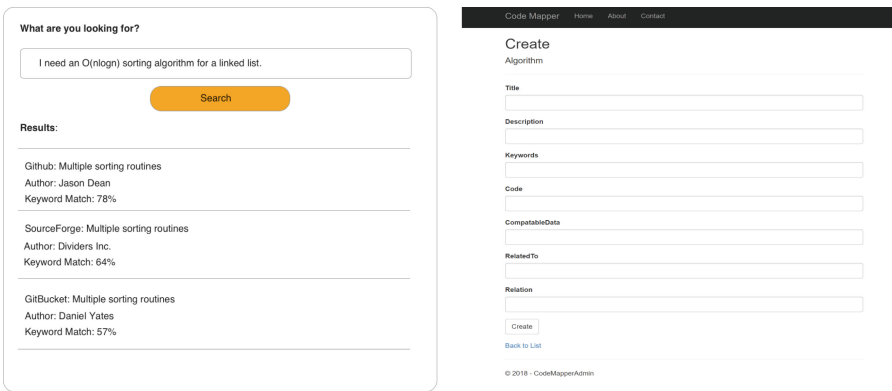 What are you looking for?
I need an O(nlogn) sorting algorithm for a linked list.
Search
Results:
Github: Multiple sorting routines
Author: Jason Dean
Keyword Match: 78%
SourceForge: Multiple sorting routines
Author: Dividers Inc.
Keyword Match: 64%
GitBucket: Multiple sorting routines
Author: Daniel Yates
Keyword Match: 57%
Code Mapper Home About Contact
Create
Algorithm
Title
Description
Keywords
Code
CompatableData
RelatedTo
Relation
Create
Back to List
© 2018 - CodeMapperAdmin